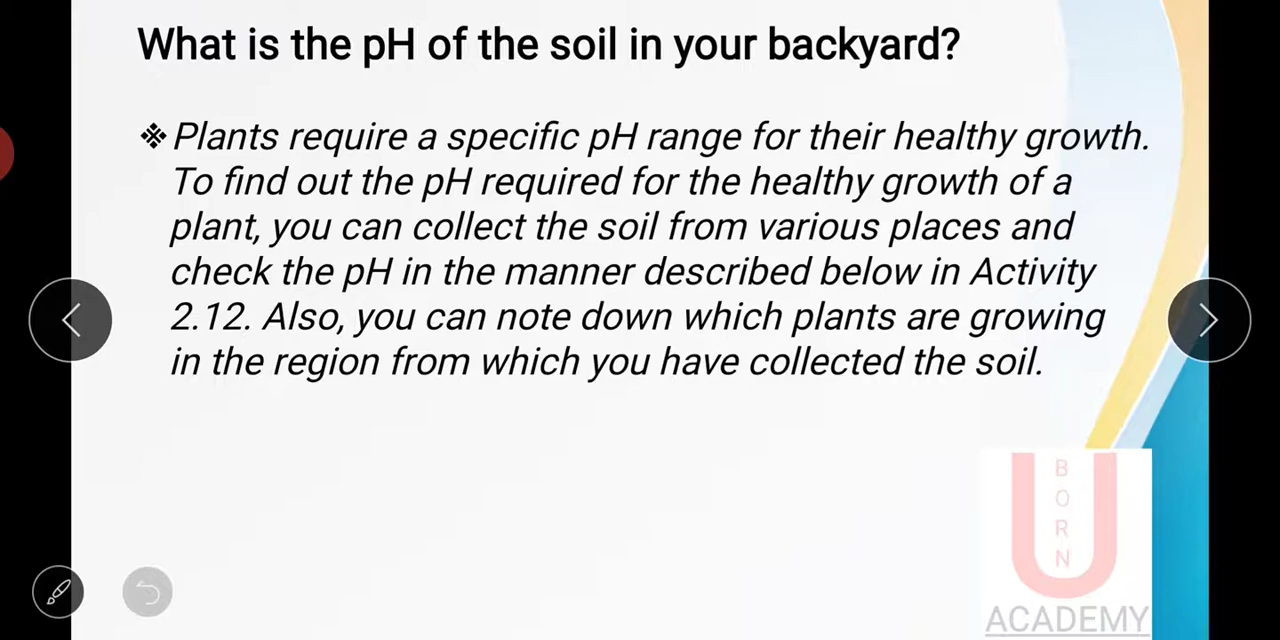 What is the pH of the soil in your backyard?
❖ Plants require a specific pH range for their healthy growth.
To find out the pH required for the healthy growth of a
plant, you can collect the soil from various places and
check the pH in the manner described below in Activity
2.12. Also, you can note down which plants are growing
in the region from which you have collected the soil.
U
BORN
ACADEMY